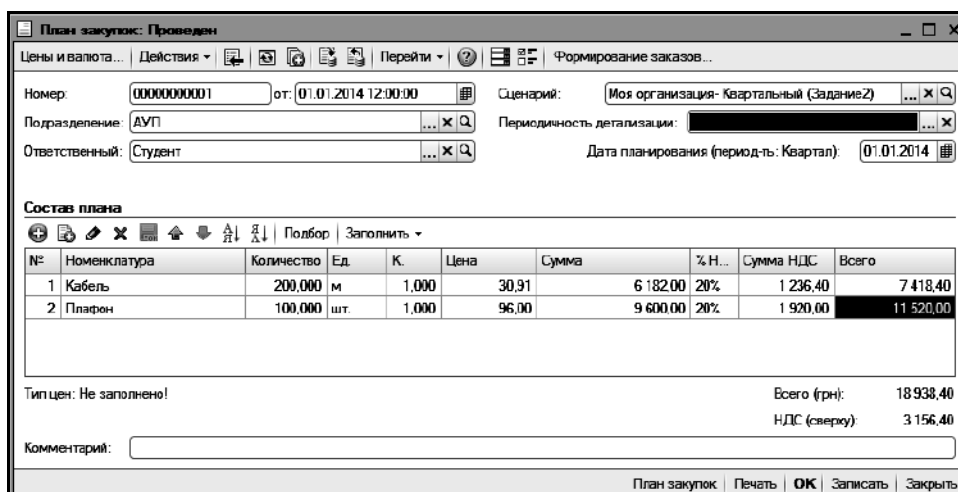 План закупок: Проведен
Цены и валюта... Действия Перейти Формирование заказов...
Номер: 00000000001 от: 01.01.2014 12:00:00 Сценарий: Моя организация- Квартальный (Задание2) ... x
Подразделение: АУП ... x Периодичность детализации: ... x
Ответственный: Студент ... x Дата планирования (период-ть: Квартал): 01.01.2014
Состав плана
Подбор Заполнить
№ Номенклатура Количество Ед. К. Цена Сумма % Н... Сумма НДС Всего
1 Кабель 200,000 м 1,000 30,91 6 182,00 20% 1 236,40 7 418,40
2 Плафон 100,000 шт. 1,000 96,00 9 600,00 20% 1 920,00 11 520,00
Тип цен: Не заполнено! Всего (грн): 18 938,40
НДС (сверху): 3 156,40
Комментарий:
План закупок Печать OK Записать Закрыть